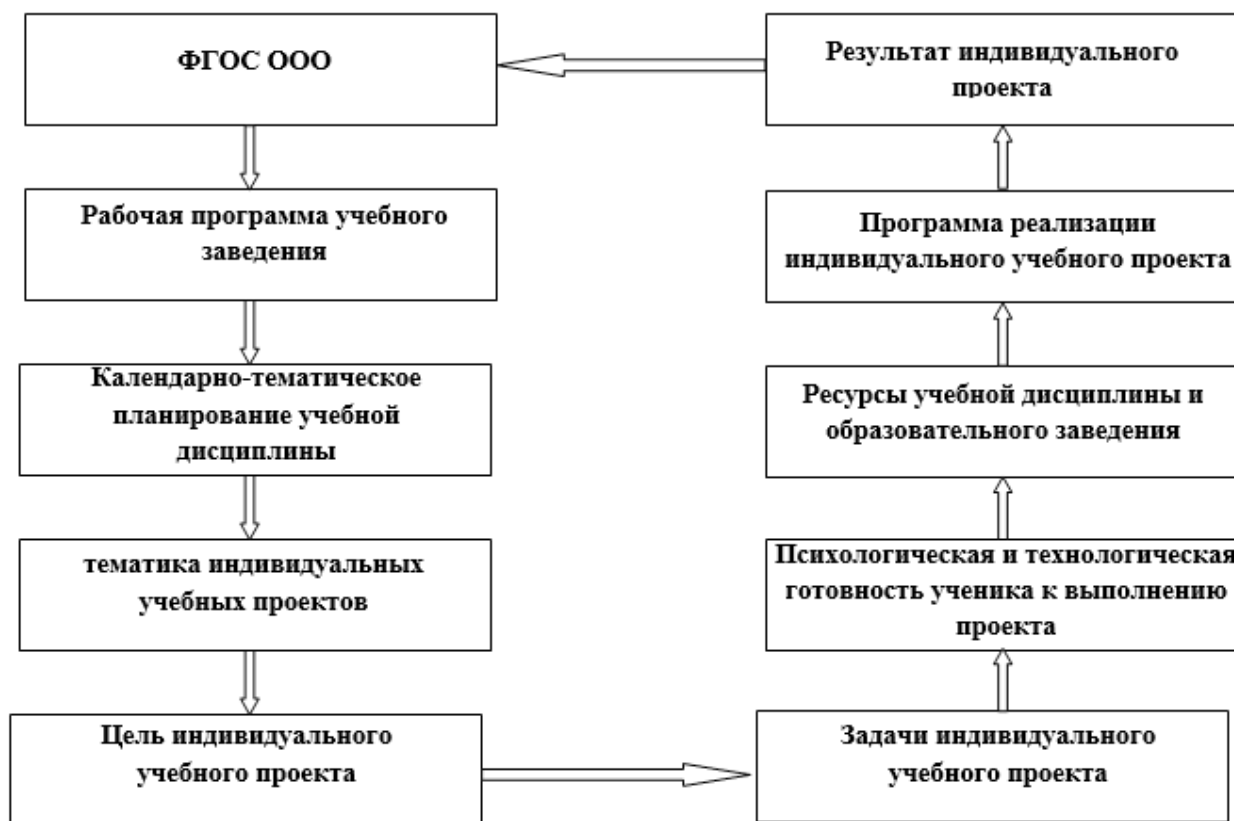 ФГОС ООО
Рабочая программа учебного
заведения
Календарно-тематическое
планирование учебной
дисциплины
тематика индивидуальных
учебных проектов
Цель индивидуального
учебного проекта
Задачи индивидуального
учебного проекта
Психологическая и технологическая
готовность ученика к выполнению
проекта
Ресурсы учебной дисциплины и
образовательного заведения
Программа реализации
индивидуального учебного проекта
Результат индивидуального
проекта